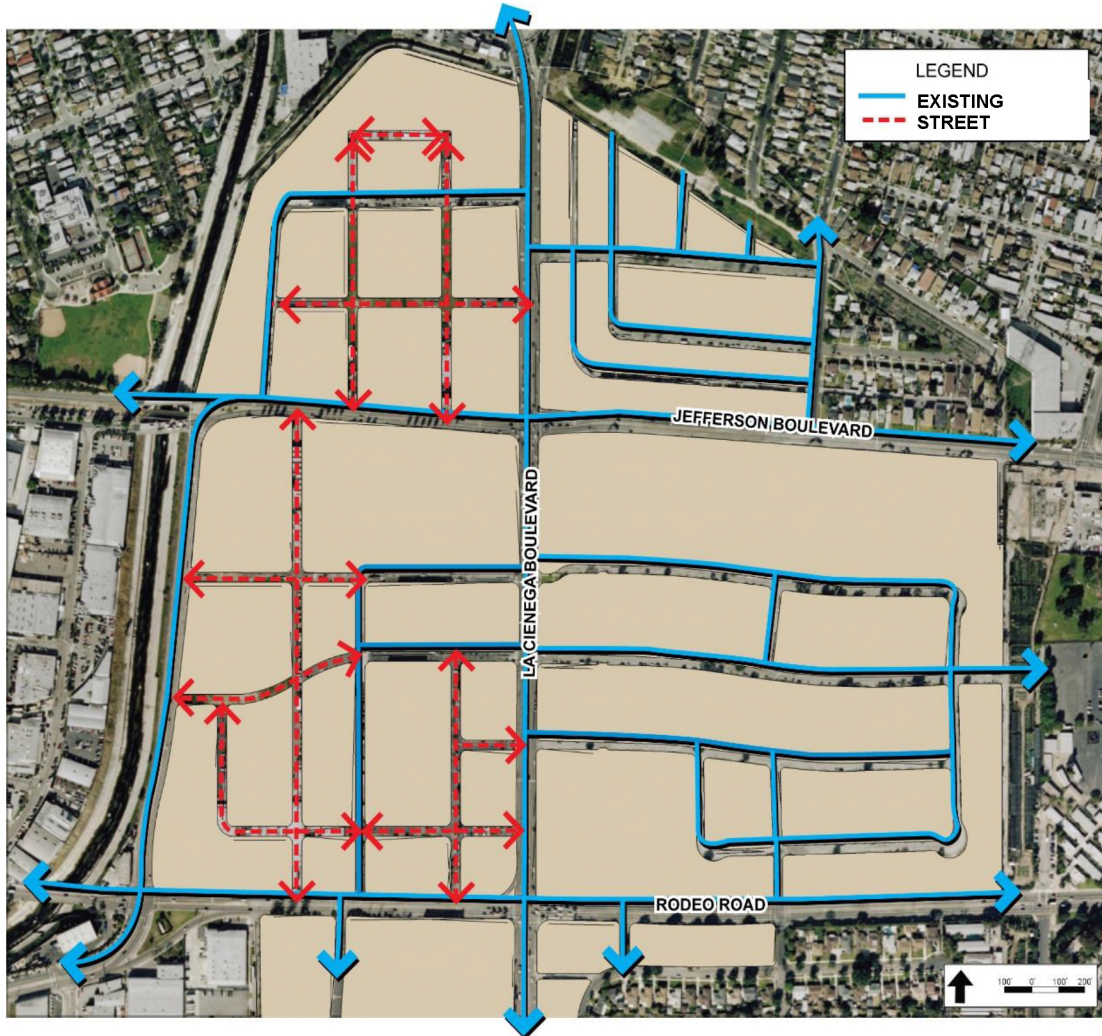 LEGEND
EXISTING
STREET
JEFFERSON BOULEVARD
LA CIENEGA BOULEVARD
RODEO ROAD
100' 0' 100' 200'